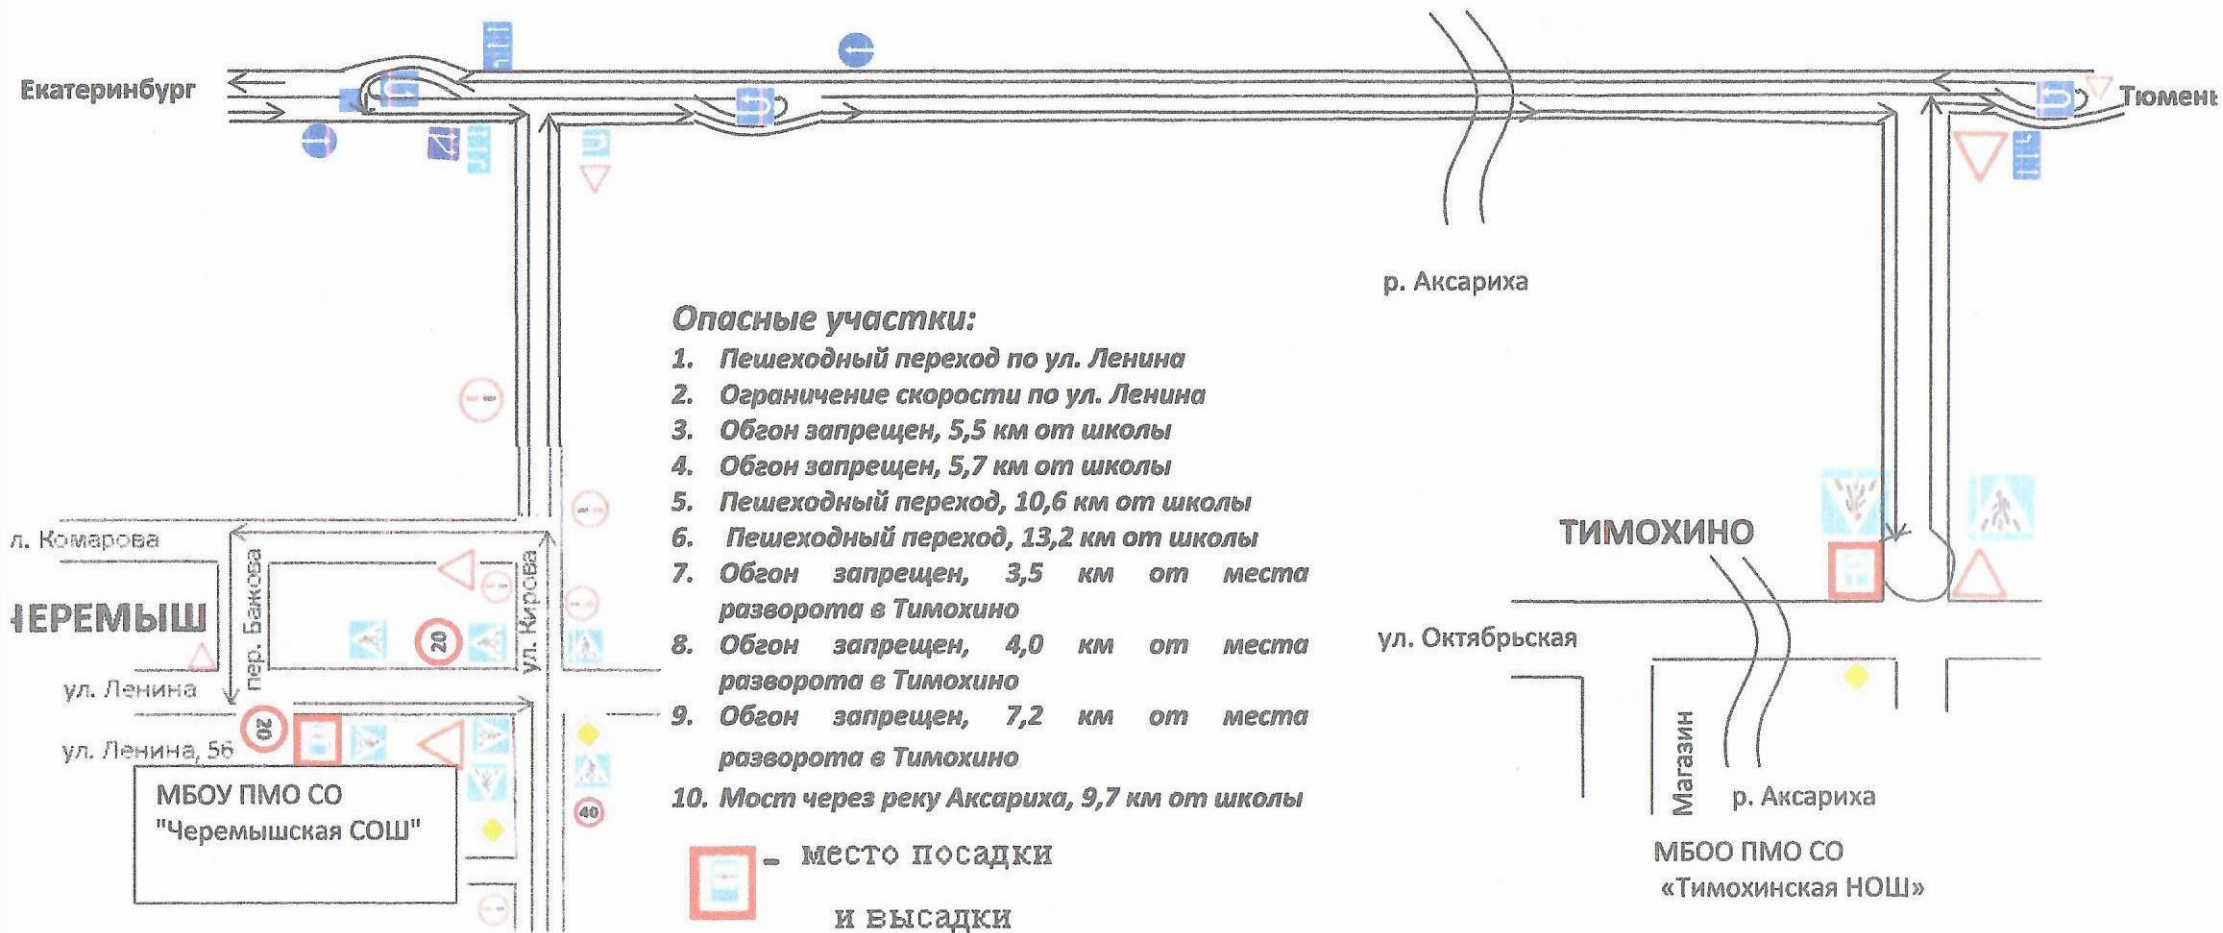 Екатеринбург
Тюмень
р. Аксариха
Опасные участки:
1. Пешеходный переход по ул. Ленина
2. Ограничение скорости по ул. Ленина
3. Обгон запрещен, 5,5 км от школы
4. Обгон запрещен, 5,7 км от школы
5. Пешеходный переход, 10,6 км от школы
6. Пешеходный переход, 13,2 км от школы
7. Обгон запрещен, 3,5 км от места
разворота в Тимохино
8. Обгон запрещен, 4,0 км от места
разворота в Тимохино
9. Обгон запрещен, 7,2 км от места
разворота в Тимохино
10. Мост через реку Аксариха, 9,7 км от школы
- место посадки
и высадки
л. Комарова
ЧЕРЕМЫШ
пер. Бажова
ул. Кирова
20
ул. Ленина
20
ул. Ленина, 56
МБОУ ПМО СО
"Черемышская СОШ"
40
ТИМОХИНО
ул. Октябрьская
Магазин
р. Аксариха
МБОО ПМО СО
«Тимохинская НОШ»